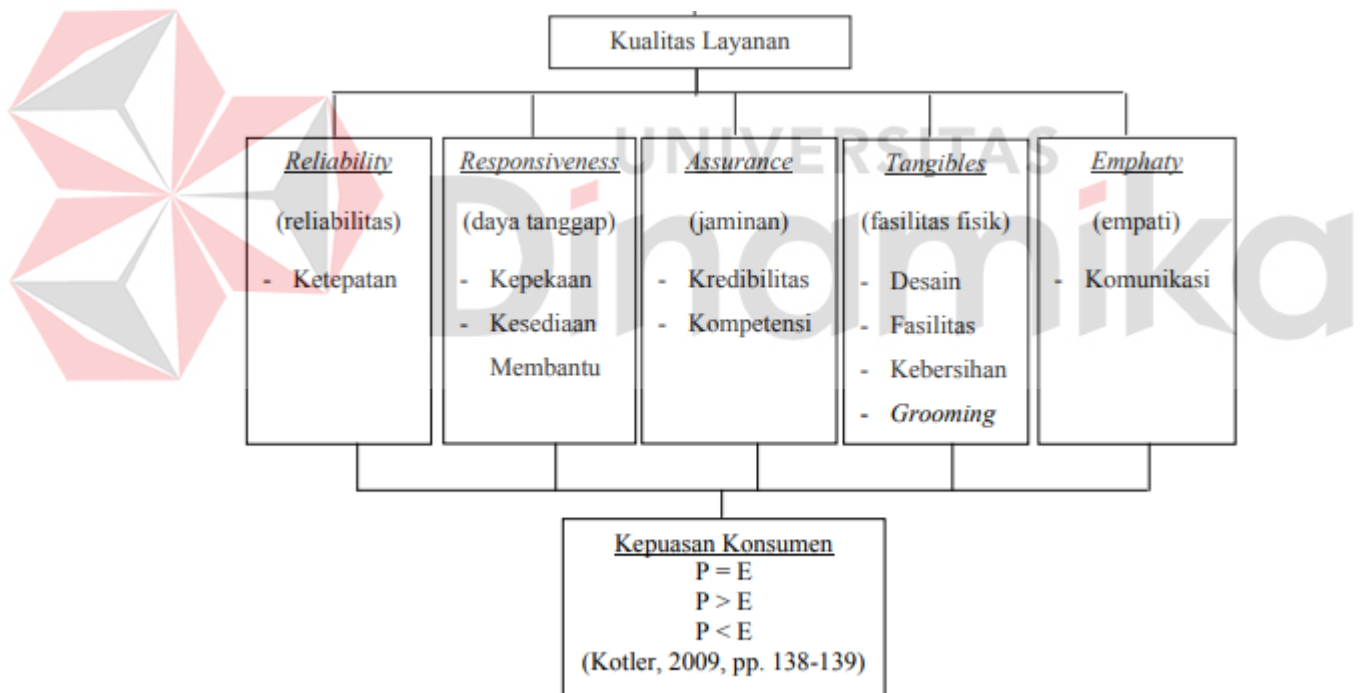 Kualitas Layanan
UNIVERSITAS
Dinamika
Reliability
(reliabilitas)
- Ketepatan
Responsiveness
(daya tanggap)
- Kepekaan
- Kesediaan
Membantu
Assurance
(jaminan)
- Kredibilitas
- Kompetensi
Tangibles
(fasilitas fisik)
- Desain
- Fasilitas
- Kebersihan
- Grooming
Emphaty
(empati)
- Komunikasi
Kepuasan Konsumen
P = E
P > E
P < E
(Kotler, 2009, pp. 138-139)